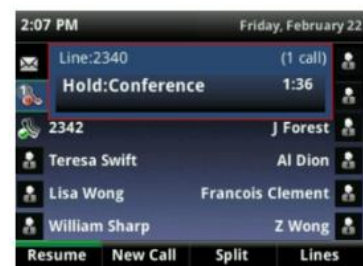 2:07 PM Friday, February 22
Line:2340 (1 call)
Hold:Conference 1:36
2342 J Forest
Teresa Swift Al Dion
Lisa Wong Francois Clement
William Sharp Z Wong
Resume New Call Split Lines